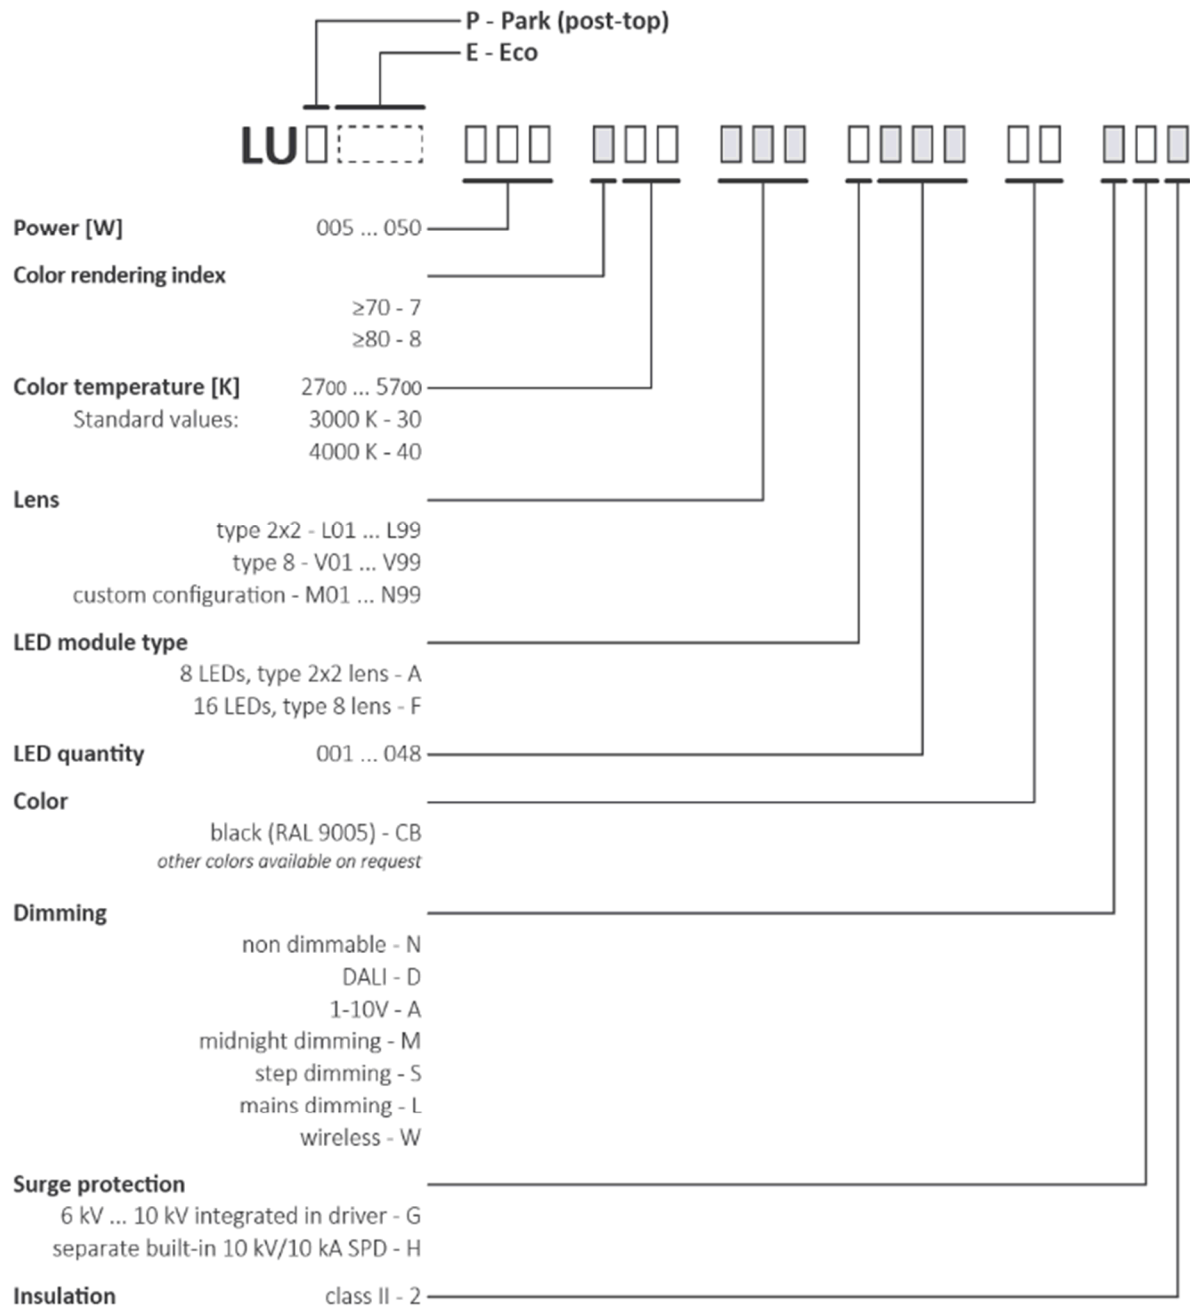 P - Park (post-top)
E - Eco
LU
Power [W] 005 ... 050
Color rendering index
≥70 - 7
≥80 - 8
Color temperature [K] 2700 ... 5700
Standard values: 3000 K - 30
4000 K - 40
Lens
type 2x2 - L01 ... L99
type 8 - V01 ... V99
custom configuration - M01 ... N99
LED module type
8 LEDs, type 2x2 lens - A
16 LEDs, type 8 lens - F
LED quantity 001 ... 048
Color
black (RAL 9005) - CB
other colors available on request
Dimming
non dimmable - N
DALI - D
1-10V - A
midnight dimming - M
step dimming - S
mains dimming - L
wireless - W
Surge protection
6 kV ... 10 kV integrated in driver - G
separate built-in 10 kV/10 kA SPD - H
Insulation class II - 2